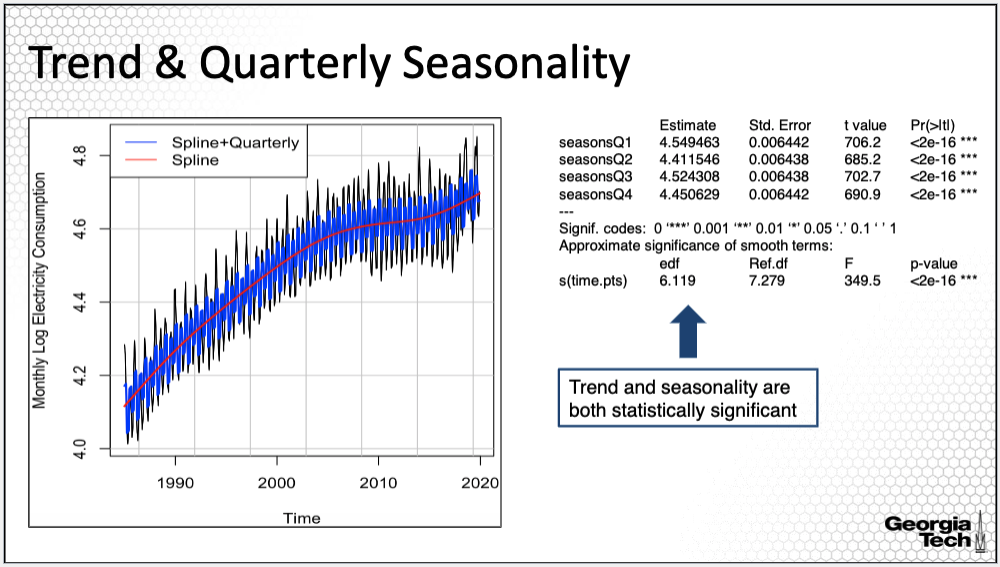 Trend & Quarterly Seasonality
Spline+Quarterly
Spline
Monthly Log Electricity Consumption
4.8
4.6
4.4
4.2
4.0
1990
2000
2010
2020
Time
Estimate Std. Error t value Pr(>ltl)
seasonsQ1 4.549463 0.006442 706.2 <2e-16 ***
seasonsQ2 4.411546 0.006438 685.2 <2e-16 ***
seasonsQ3 4.524308 0.006438 702.7 <2e-16 ***
seasonsQ4 4.450629 0.006442 690.9 <2e-16 ***
---
Signif. codes: 0 ‘***’ 0.001 ‘**’ 0.01 ‘*’ 0.05 ‘.’ 0.1 ‘ ’ 1
Approximate significance of smooth terms:
edf Ref.df F p-value
s(time.pts) 6.119 7.279 349.5 <2e-16 ***
Trend and seasonality are
both statistically significant
Georgia
Tech